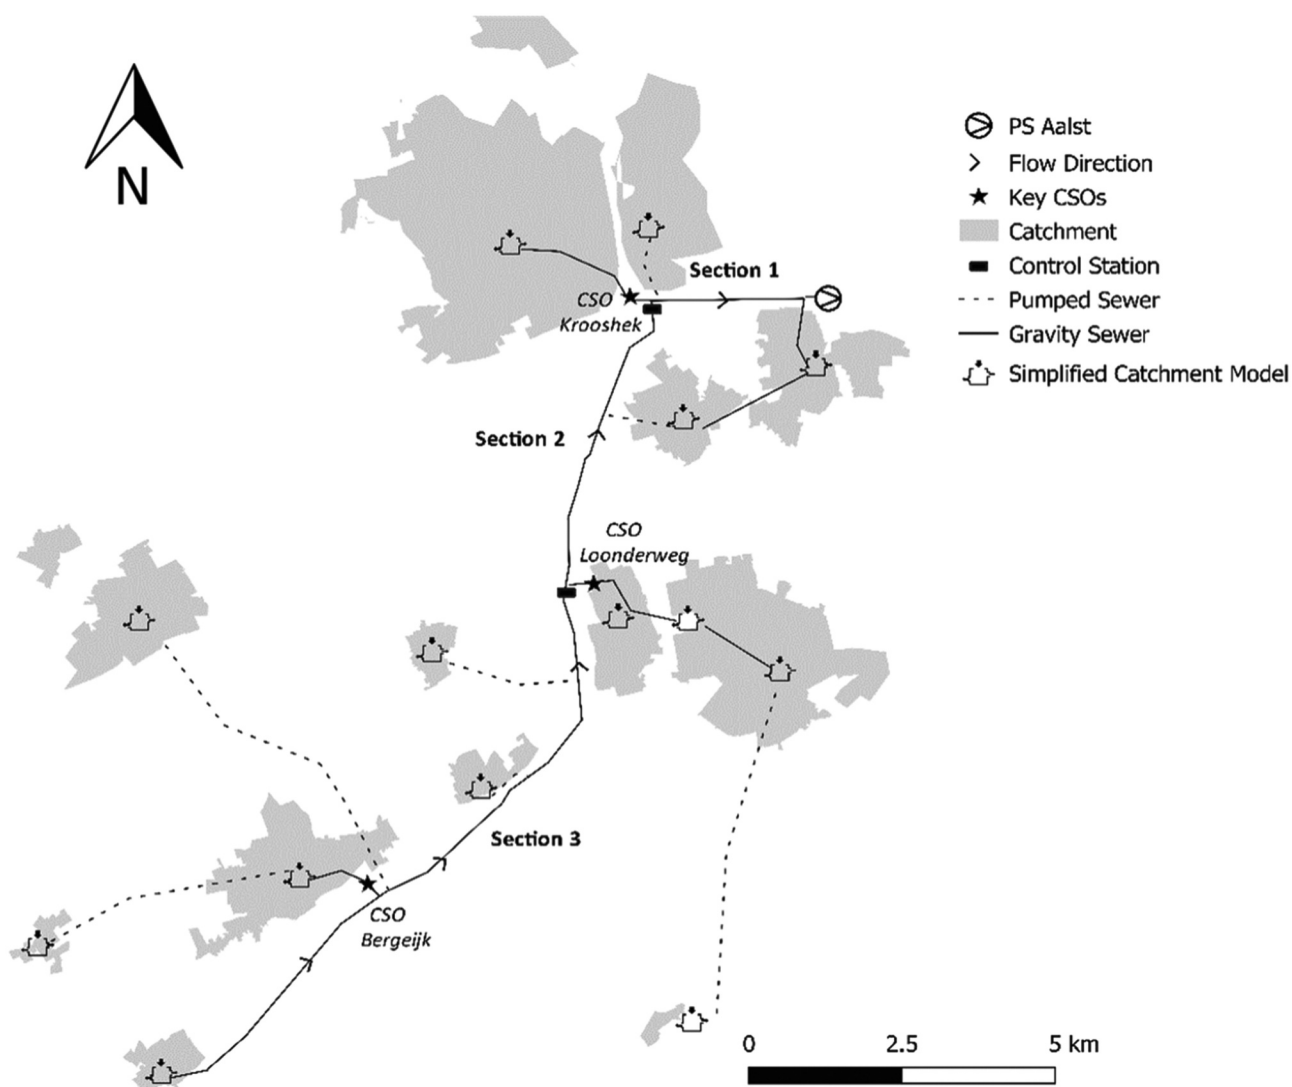 N
PS Aalst
Flow Direction
Key CSOs
Catchment
Control Station
Pumped Sewer
Gravity Sewer
Simplified Catchment Model
Section 1
CSO
Krooshek
Section 2
CSO
Loonderweg
Section 3
CSO
Bergeijk
0 2.5 5 km